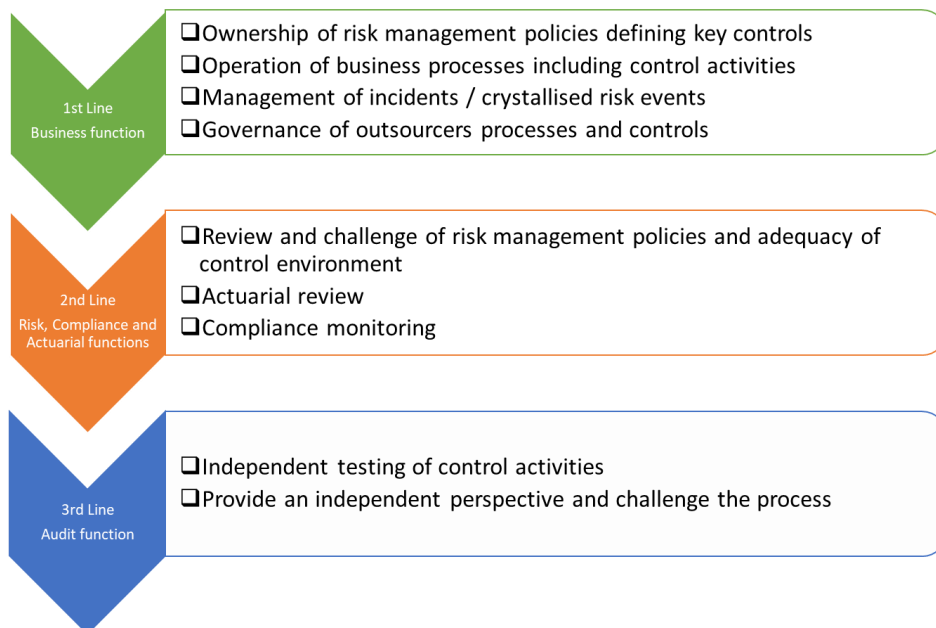 1st Line
Business function
❑Ownership of risk management policies defining key controls
❑Operation of business processes including control activities
❑Management of incidents / crystallised risk events
❑Governance of outsourcers processes and controls
2nd Line
Risk, Compliance and
Actuarial functions
❑Review and challenge of risk management policies and adequacy of
control environment
❑Actuarial review
❑Compliance monitoring
3rd Line
Audit function
❑Independent testing of control activities
❑Provide an independent perspective and challenge the process